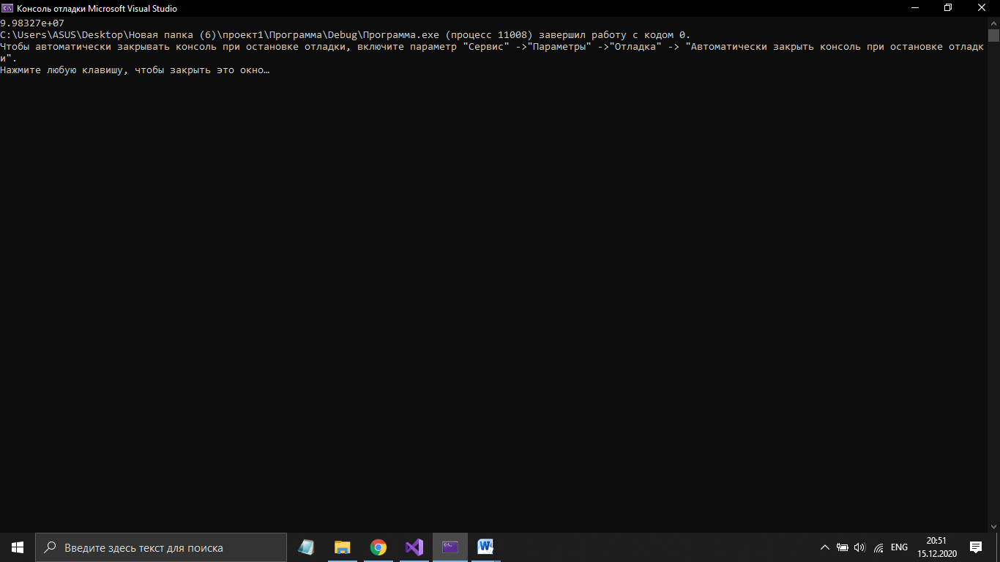 Консоль отладки Microsoft Visual Studio
9.98327e+07
C:\Users\ASUS\Desktop\Новая папка (6)\проект1\Программа\Debug\Программа.exe (процесс 11008) завершил работу с кодом 0.
Чтобы автоматически закрывать консоль при остановке отладки, включите параметр "Сервис" ->"Параметры" ->"Отладка" -> "Автоматически закрыть консоль при остановке отладк
и".
Нажмите любую клавишу, чтобы закрыть это окно…
Введите здесь текст для поиска
ENG
20:51
15.12.2020